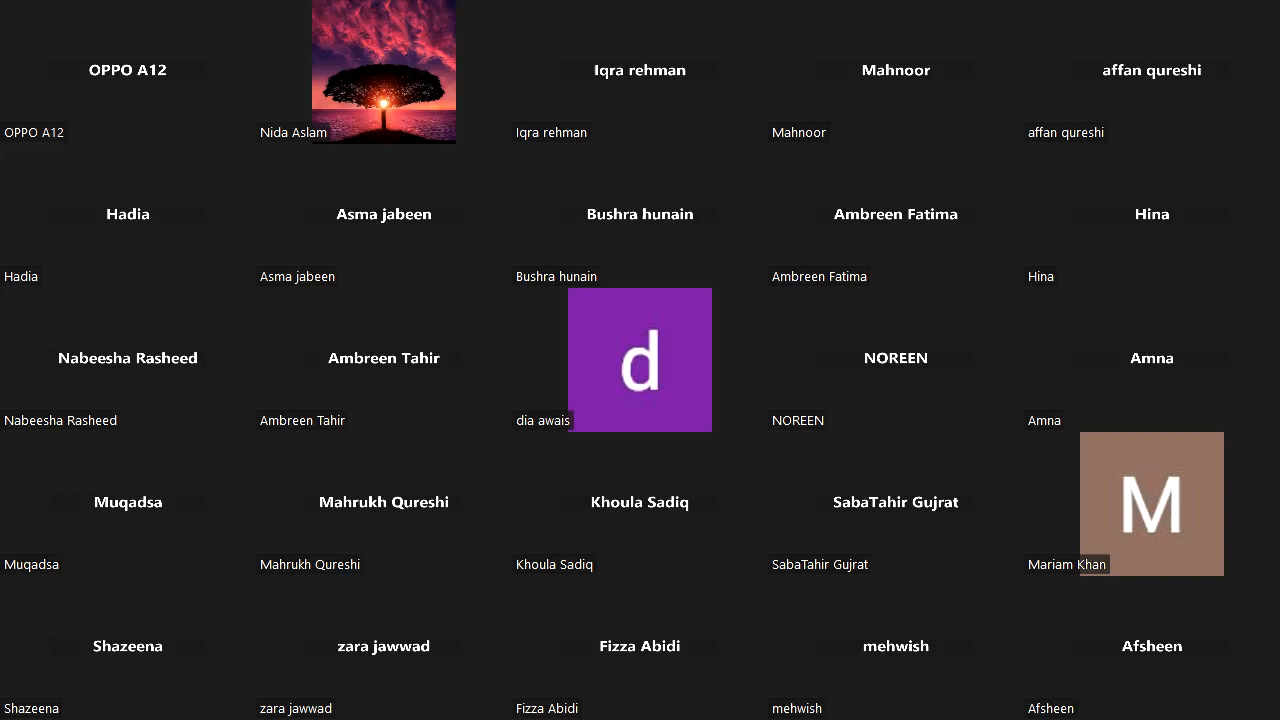 OPPO A12
OPPO A12
Nida Aslam
Iqra rehman
Iqra rehman
Mahnoor
Mahnoor
affan qureshi
affan qureshi
Hadia
Hadia
Asma jabeen
Asma jabeen
Bushra hunain
Bushra hunain
Ambreen Fatima
Ambreen Fatima
Hina
Hina
Nabeesha Rasheed
Nabeesha Rasheed
Ambreen Tahir
Ambreen Tahir
d
dia awais
NOREEN
NOREEN
Amna
Amna
Muqadsa
Muqadsa
Mahrukh Qureshi
Mahrukh Qureshi
Khoula Sadiq
Khoula Sadiq
SabaTahir Gujrat
SabaTahir Gujrat
M
Mariam Khan
Shazeena
Shazeena
zara jawwad
zara jawwad
Fizza Abidi
Fizza Abidi
mehwish
mehwish
Afsheen
Afsheen